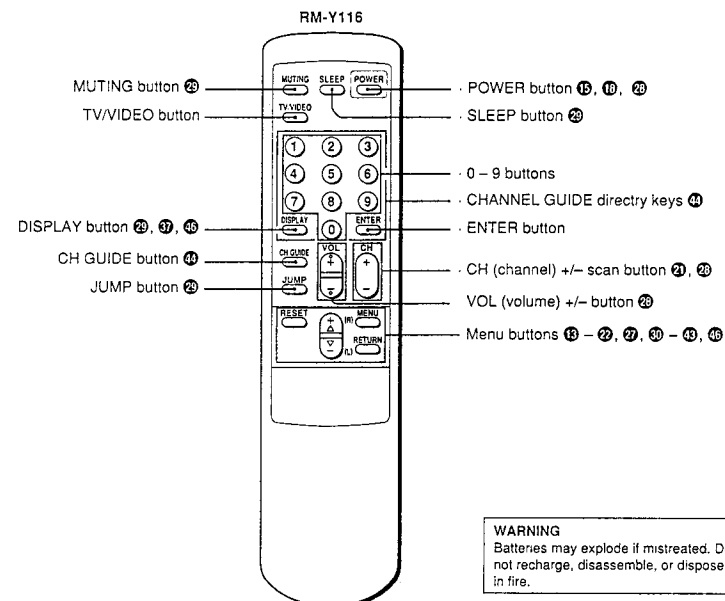 RM-Y116
MUTING button 29
TV/VIDEO button
DISPLAY button 29, 37, 46
CH GUIDE button 44
JUMP button 29
MUTING SLEEP POWER
TV/VIDEO
1 2 3
4 5 6
7 8 9
DISPLAY 0 ENTER
CH GUIDE VOL CH
+ +
JUMP
– –
RESET + (R) MENU
– (L) RETURN
POWER button 15, 18, 28
SLEEP button 29
0 – 9 buttons
CHANNEL GUIDE directry keys 44
ENTER button
CH (channel) +/– scan button 21, 28
VOL (volume) +/– button 28
Menu buttons 13 – 22, 27, 30 – 43, 46
WARNING
Batteries may explode if mistreated. D
not recharge, disassemble, or dispose
in fire.